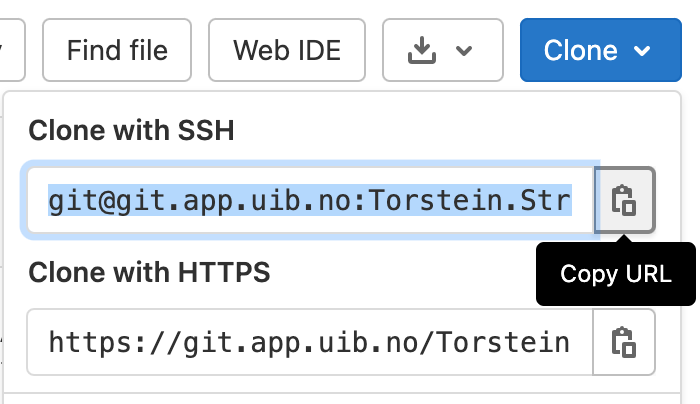 Find file
Web IDE
Clone
Clone with SSH
git@git.app.uib.no:Torstein.Str
Copy URL
Clone with HTTPS
https://git.app.uib.no/Torstein